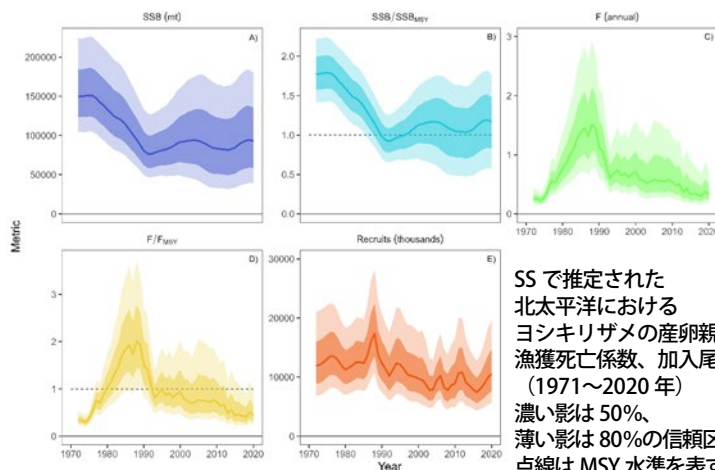 SSB (mt)
SSB/SSBMSY
F (annual)
A)
B)
C)
200000
150000
100000
50000
0
2.0
1.5
1.0
0.5
0.0
3
2
1
0
1970 1980 1990 2000 2010 2020
Metric
F/FMSY
Recruits (thousands)
D)
E)
3
2
1
0
30000
20000
10000
0
1970 1980 1990 2000 2010 2020
1970 1980 1990 2000 2010 2020
Year
SS で推定された
北太平洋における
ヨシキリザメの産卵親
漁獲死亡係数、加入尾
（1971～2020 年）
濃い影は 50%、
薄い影は 80%の信頼区
点線は MSY 水準を表す